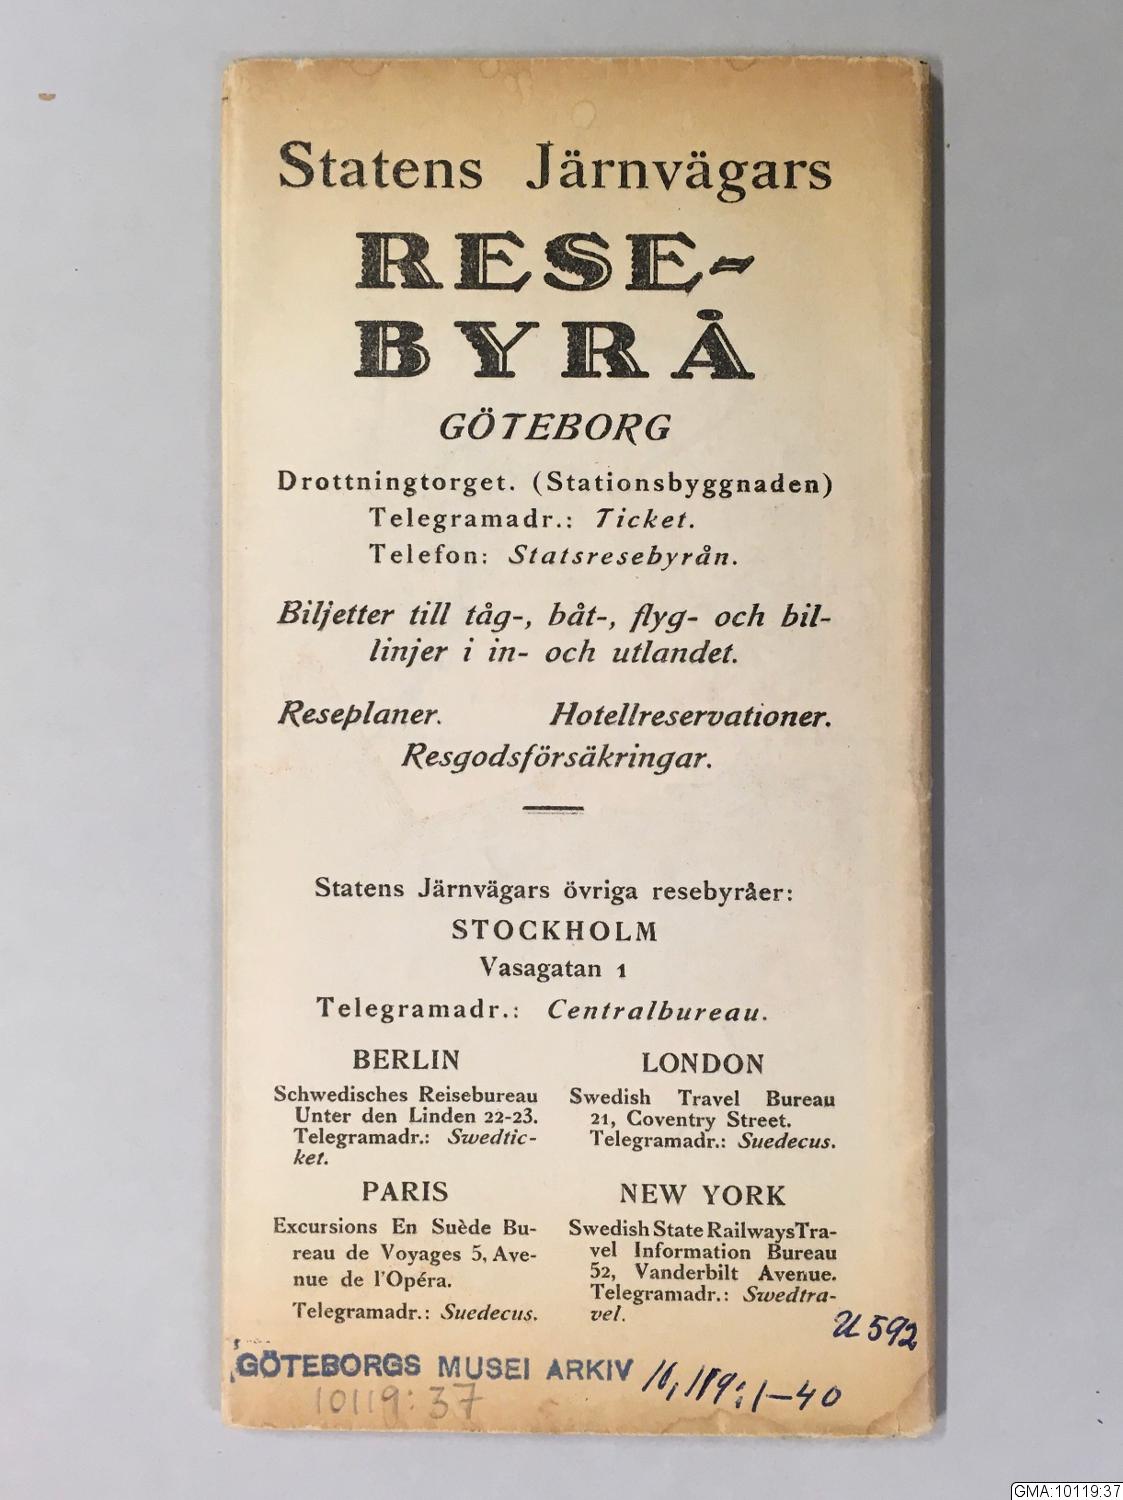 Statens Järnvägars
RESE-
BYRÅ
GÖTEBORG
Drottningtorget. (Stationsbyggnaden)
Telegramadr.: Ticket.
Telefon: Statsresebyrån.
Biljetter till tåg-, båt-, flyg- och bil-
linjer i in- och utlandet.
Reseplaner. Hotellreservationer.
Resgodsförsäkringar.
Statens Järnvägars övriga resebyråer:
STOCKHOLM
Vasagatan 1
Telegramadr.: Centralbureau.
BERLIN
Schwedisches Reisebureau
Unter den Linden 22-23.
Telegramadr.: Swedtic-
ket.
LONDON
Swedish Travel Bureau
21, Coventry Street.
Telegramadr.: Suedecus.
PARIS
Excursions En Suède Bu-
reau de Voyages 5, Ave-
nue de l'Opéra.
Telegramadr.: Suedecus.
NEW YORK
Swedish State Railways Tra-
vel Information Bureau
52, Vanderbilt Avenue.
Telegramadr.: Swedtra-
vel.
U 592
GÖTEBORGS MUSEI ARKIV
10119:37
GMA:10119:37